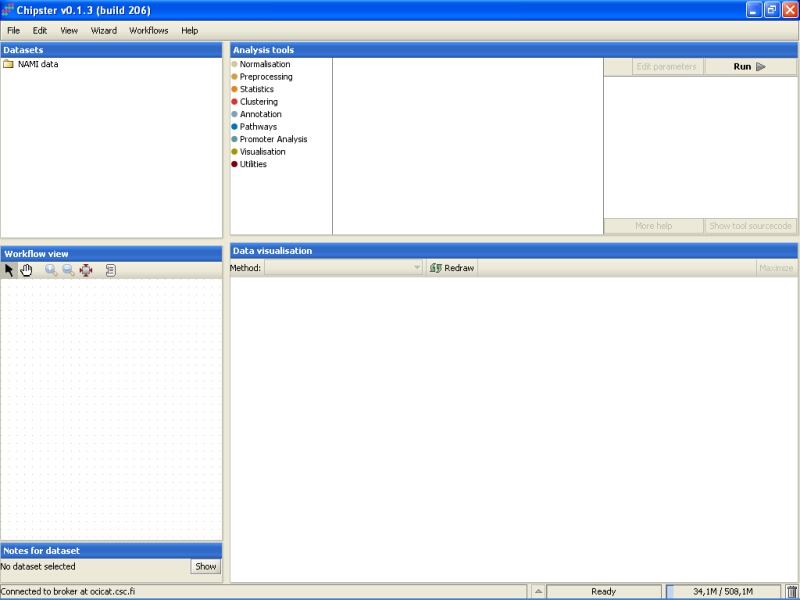 Chipster v0.1.3 (build 206)
File Edit View Wizard Workflows Help
Datasets
NAMI data
Analysis tools
Normalisation
Preprocessing
Statistics
Clustering
Annotation
Pathways
Promoter Analysis
Visualisation
Utilities
Edit parameters
Run
More help
Show tool sourcecode
Workflow view
Data visualisation
Method:
Redraw
Maximize
Notes for dataset
No dataset selected
Show
Connected to broker at ocicat.csc.fi
Ready
34,1M / 508,1M